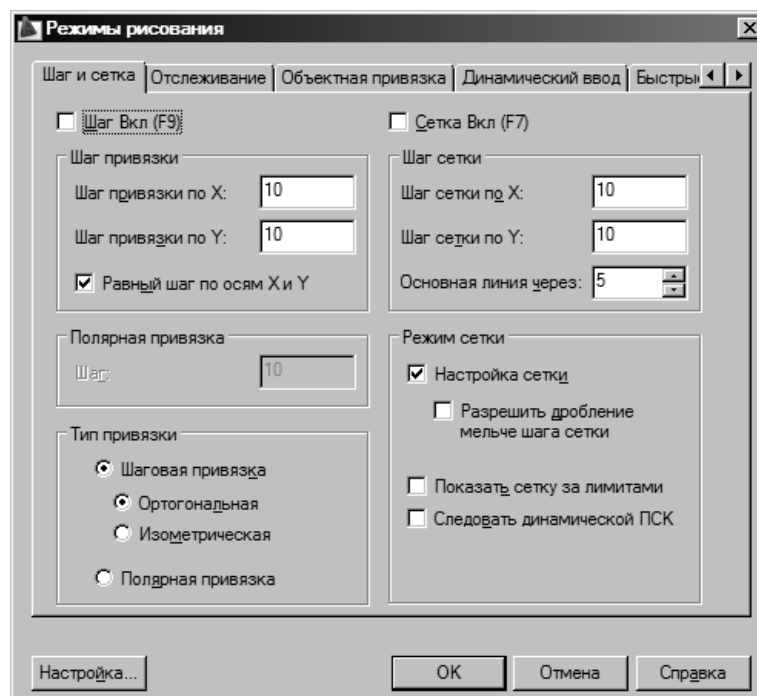 Режимы рисования
Шаг и сетка
Отслеживание
Объектная привязка
Динамический ввод
Быстры
Шаг Вкл (F9)
Сетка Вкл (F7)
Шаг привязки
Шаг привязки по X: 10
Шаг привязки по Y: 10
Равный шаг по осям X и Y
Шаг сетки
Шаг сетки по X: 10
Шаг сетки по Y: 10
Основная линия через: 5
Полярная привязка
Шаг: 10
Режим сетки
Настройка сетки
Разрешить дробление
мельче шага сетки
Показать сетку за лимитами
Следовать динамической ПСК
Тип привязки
Шаговая привязка
Ортогональная
Изометрическая
Полярная привязка
Настройка...
OK
Отмена
Справка